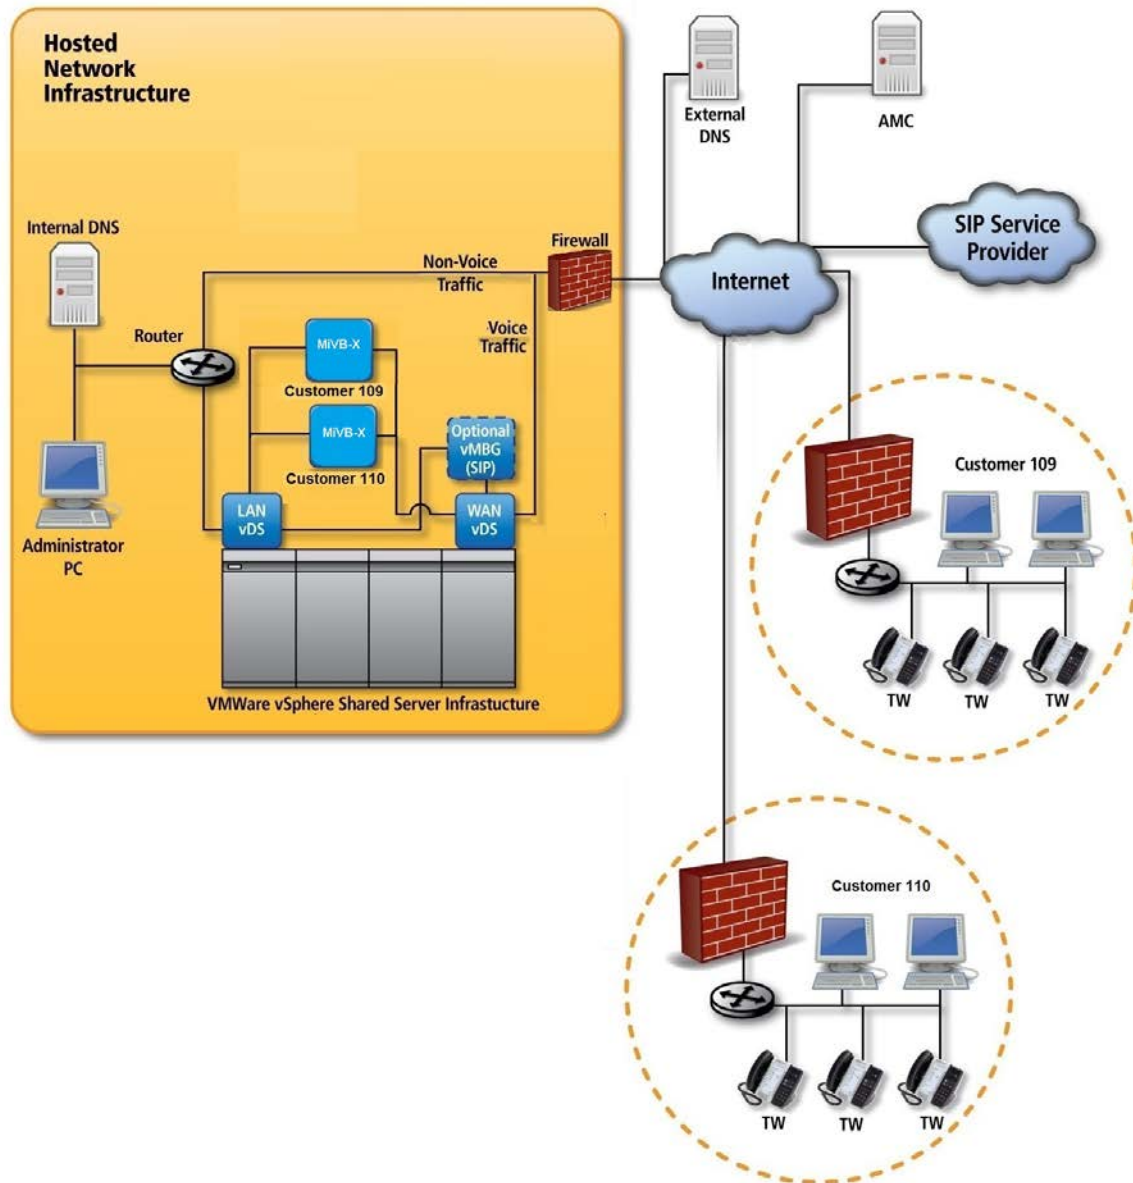 Hosted
Network
Infrastructure
External
DNS
AMC
SIP Service
Provider
Internet
Internal DNS
Firewall
Non-Voice
Traffic
Voice
Traffic
Router
MiVB-X
Customer 109
MiVB-X
Customer 110
Optional
vMBG
(SIP)
LAN
vDS
WAN
vDS
Administrator
PC
VMWare vSphere Shared Server Infrastucture
Customer 109
TW
TW
TW
Customer 110
TW
TW
TW